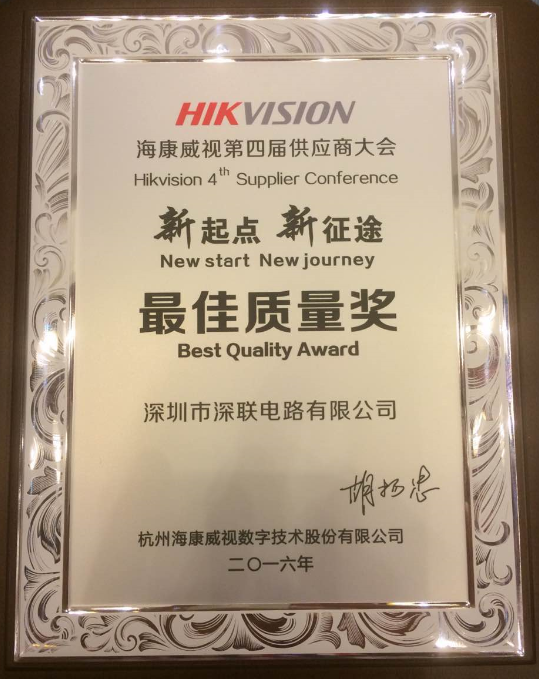 HIKVISION
海康威视第四届供应商大会
Hikvision 4th Supplier Conference
新起点 新征途
New start New journey
最佳质量奖
Best Quality Award
深圳市深联电路有限公司
胡扬忠
杭州海康威视数字技术股份有限公司
二〇一六年